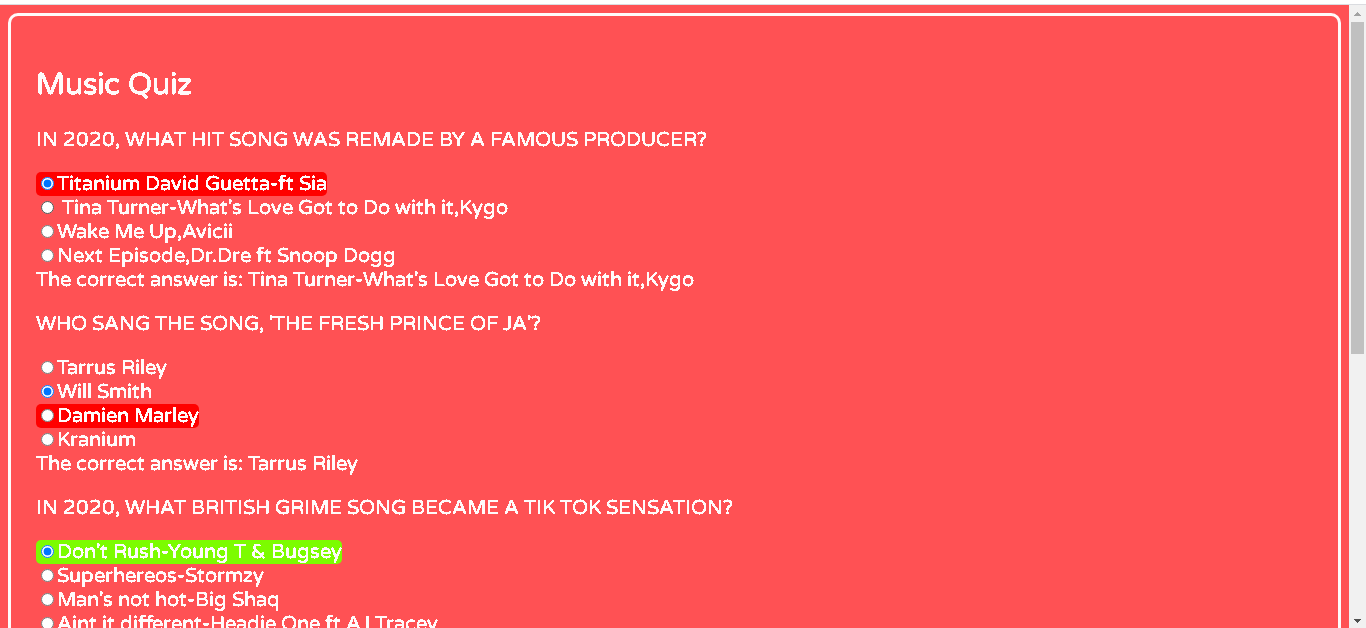 Music Quiz
IN 2020, WHAT HIT SONG WAS REMADE BY A FAMOUS PRODUCER?
Titanium David Guetta-ft Sia
Tina Turner-What's Love Got to Do with it,Kygo
Wake Me Up,Avicii
Next Episode,Dr.Dre ft Snoop Dogg
The correct answer is: Tina Turner-What's Love Got to Do with it,Kygo
WHO SANG THE SONG, 'THE FRESH PRINCE OF JA'?
Tarrus Riley
Will Smith
Damien Marley
Kranium
The correct answer is: Tarrus Riley
IN 2020, WHAT BRITISH GRIME SONG BECAME A TIK TOK SENSATION?
Don't Rush-Young T & Bugsey
Superhereos-Stormzy
Man's not hot-Big Shaq
Aint it different-Headie One ft AJ Tracey